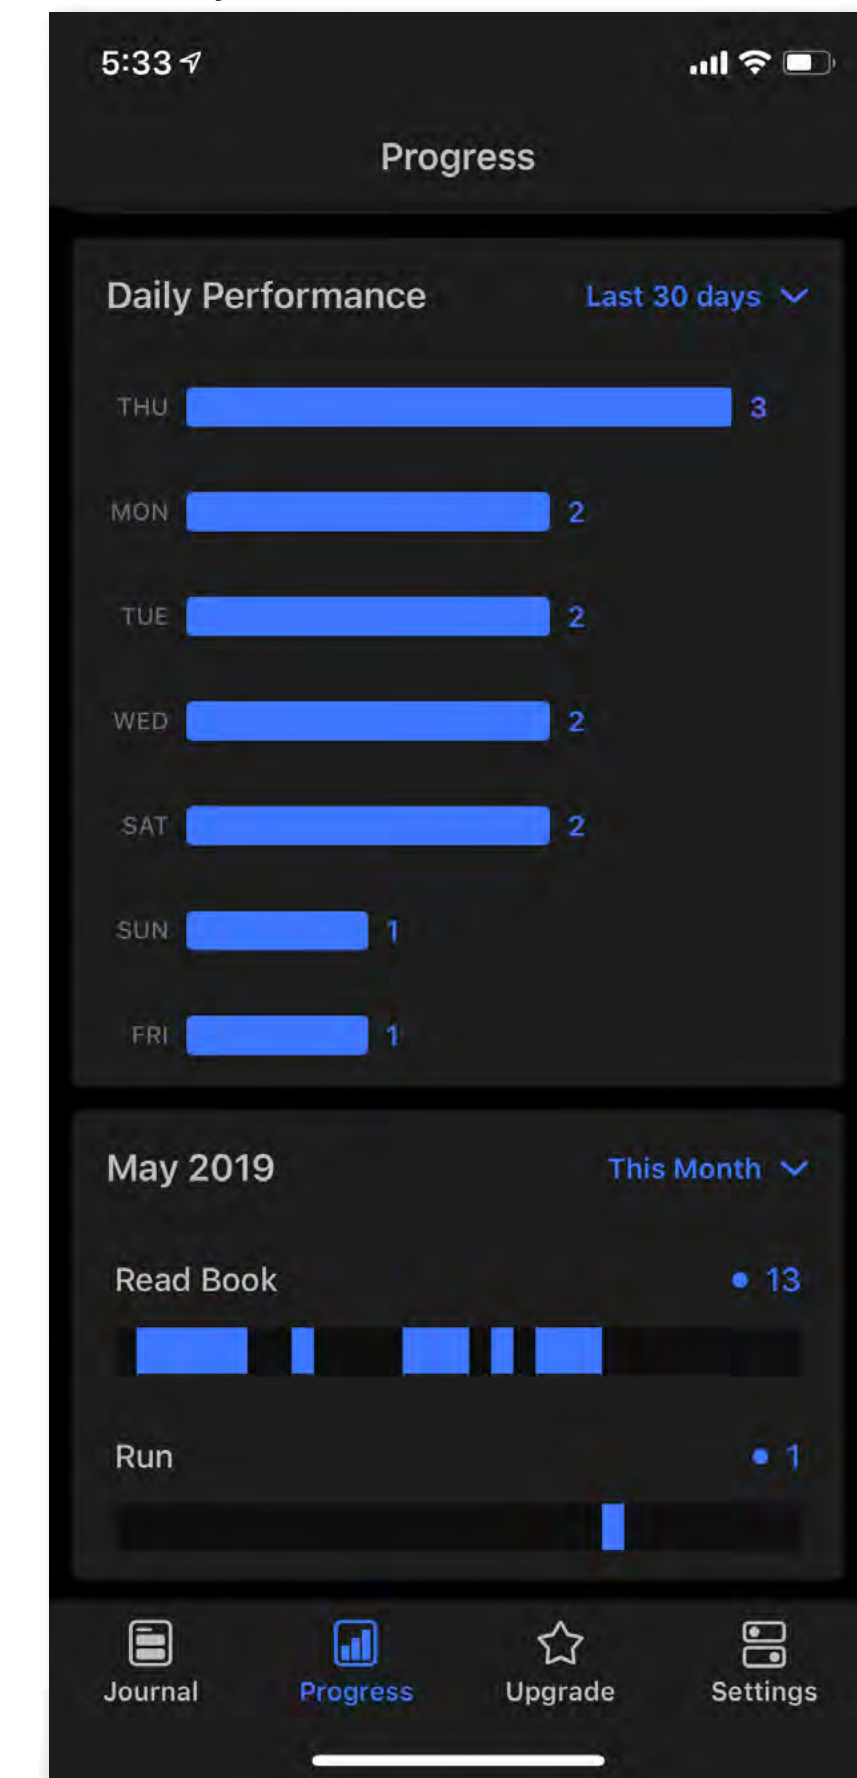 5:33
Progress
Daily Performance Last 30 days
THU 3
MON 2
TUE 2
WED 2
SAT 2
SUN 1
FRI 1
May 2019 This Month
Read Book 13
Run 1
Journal Progress Upgrade Settings